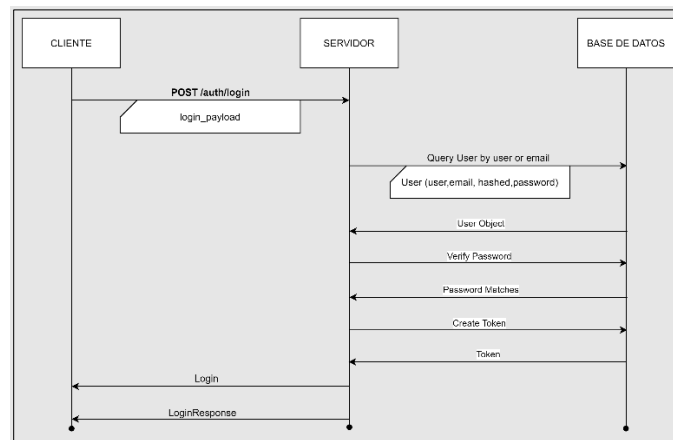 CLIENTE
SERVIDOR
BASE DE DATOS
POST /auth/login
login_payload
Query User by user or email
User (user,email, hashed,password)
User Object
Verify Password
Password Matches
Create Token
Token
Login
LoginResponse